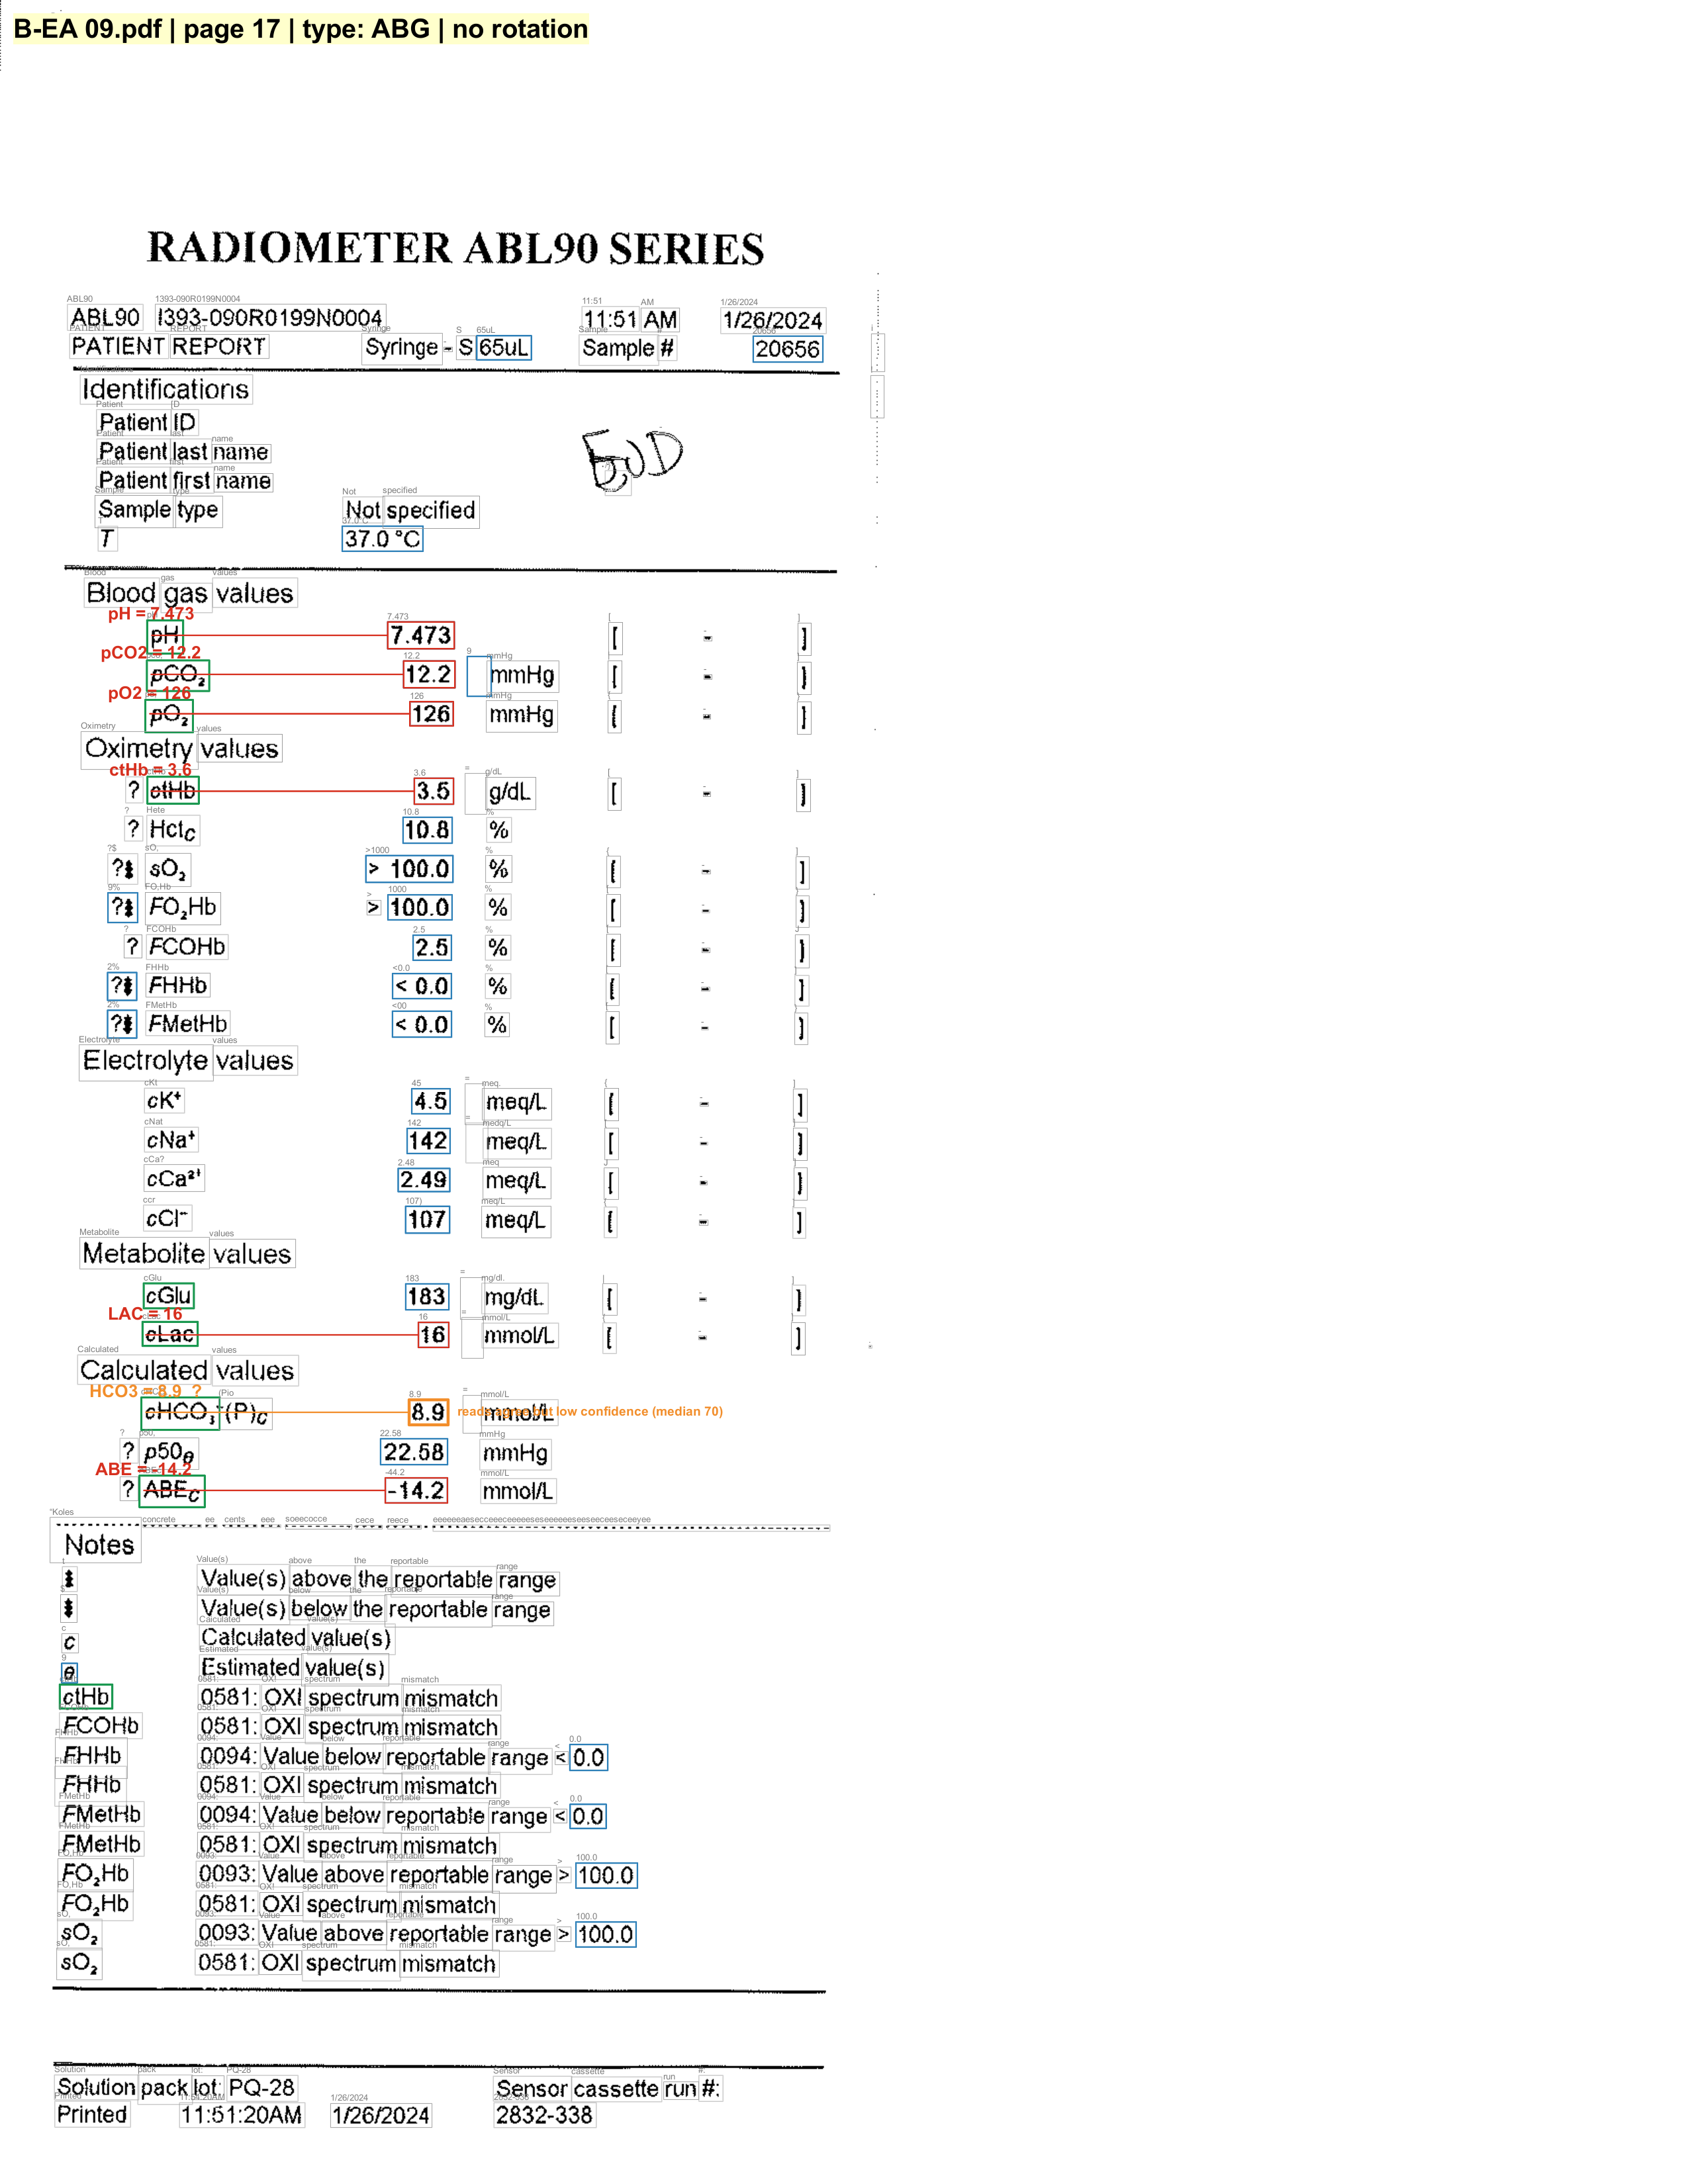 B-EA 09.pdf | page 17 | type: ABG | no rotation
RADIOMETER ABL90 SERIES
ABL90 I393-090R0199N0004 11:51 AM 1/26/2024
PATIENT REPORT Syringe - S 65uL Sample # 20656
Identifications
Patient ID
Patient last name
EOD
Patient first name
Sample type Not specified
T 37.0 °C
Blood gas values
pH = 7.473
pH 7.473 [ - ]
pCO2 = 12.2
pCO₂ 12.2 mmHg [ - ]
pO2 = 126
pO₂ 126 mmHg [ - ]
Oximetry values
ctHb = 3.6
? ctHb 3.5 g/dL [ - ]
? Hctc 10.8 %
?⇞ sO₂ > 100.0 % [ - ]
?⇞ FO₂Hb > 100.0 % [ - ]
? FCOHb 2.5 % [ - ]
?⇟ FHHb < 0.0 % [ - ]
?⇟ FMetHb < 0.0 % [ - ]
Electrolyte values
cK⁺ 4.5 meq/L [ - ]
cNa⁺ 142 meq/L [ - ]
cCa²⁺ 2.49 meq/L [ - ]
cCl⁻ 107 meq/L [ - ]
Metabolite values
cGlu 183 mg/dL [ - ]
LAC = 16
cLac 16 mmol/L [ - ]
Calculated values
HCO3 = 8.9 ?
cHCO₃⁻(P)c 8.9 mmol/L low confidence (median 70)
? p50e 22.58 mmHg
ABE = -14.2
? ABEc -14.2 mmol/L
Notes
⇞ Value(s) above the reportable range
⇟ Value(s) below the reportable range
c Calculated value(s)
e Estimated value(s)
ctHb 0581: OXI spectrum mismatch
FCOHb 0581: OXI spectrum mismatch
FHHb 0094: Value below reportable range < 0.0
FHHb 0581: OXI spectrum mismatch
FMetHb 0094: Value below reportable range < 0.0
FMetHb 0581: OXI spectrum mismatch
FO₂Hb 0093: Value above reportable range > 100.0
FO₂Hb 0581: OXI spectrum mismatch
sO₂ 0093: Value above reportable range > 100.0
sO₂ 0581: OXI spectrum mismatch
Solution pack lot: PQ-28 Sensor cassette run #:
Printed 11:51:20AM 1/26/2024 2832-338